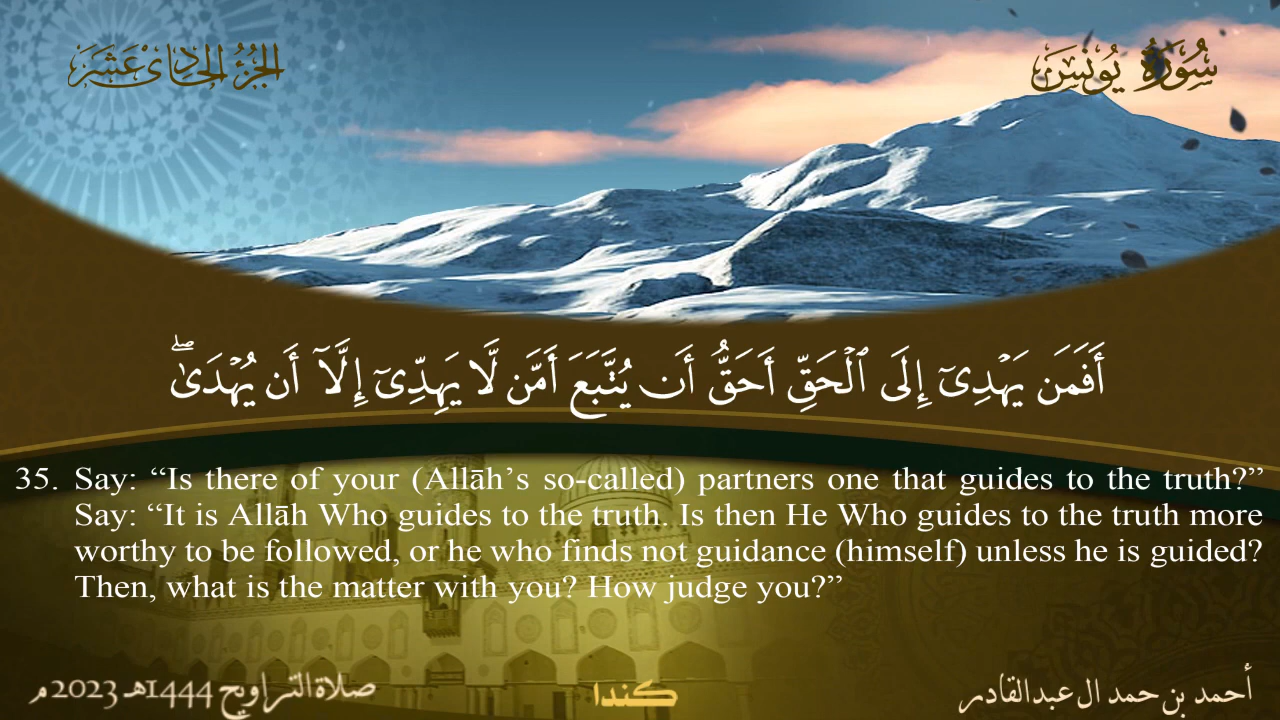 سُورَةُ يُونُسَ
الجُزْءُ الحَادِي عَشَرَ
أَفَمَن يَهۡدِيٓ إِلَى ٱلۡحَقِّ أَحَقُّ أَن يُتَّبَعَ أَمَّن لَّا يَهِدِّيٓ إِلَّآ أَن يُهۡدَىٰۖ
35. Say: “Is there of your (Allāh’s so-called) partners one that guides to the truth?”
Say: “It is Allāh Who guides to the truth. Is then He Who guides to the truth more
worthy to be followed, or he who finds not guidance (himself) unless he is guided?
Then, what is the matter with you? How judge you?”
أحمد بن حمد ال عبدالقادر
كندا
صلاة التراويح 1444هـ 2023م